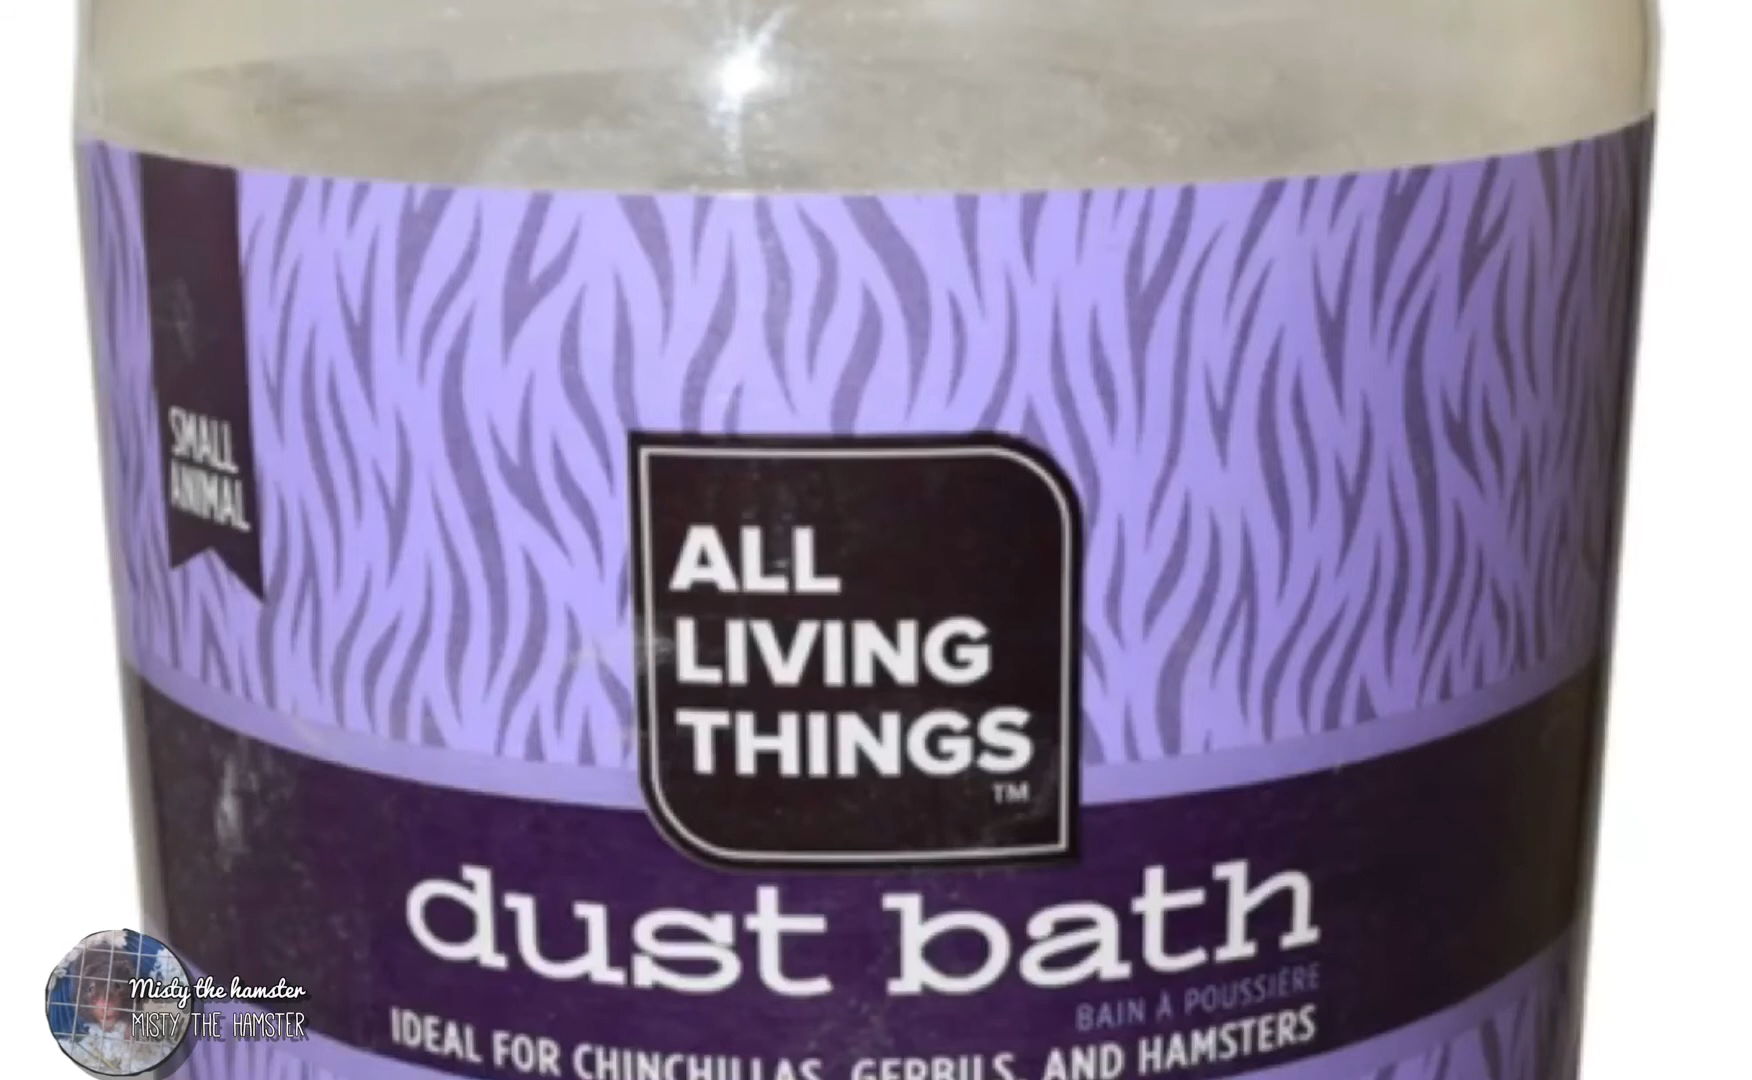 SMALL
ANIMAL
ALL
LIVING
THINGS
TM
dust bath
BAIN À POUSSIÈRE
IDEAL FOR CHINCHILLAS, GERBILS, AND HAMSTERS
Misty the hamster
MISTY THE HAMSTER